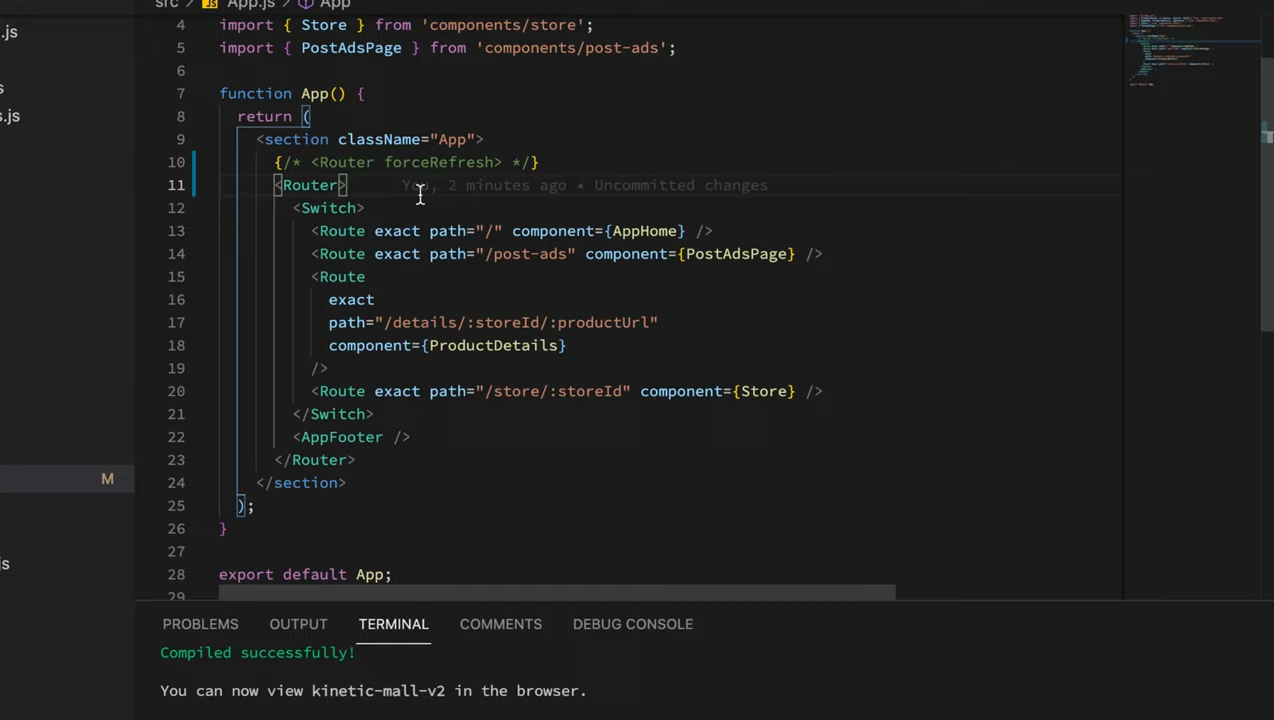 src > JS App.js > App
.js
s
s.js
M
js
4 import { Store } from 'components/store';
5 import { PostAdsPage } from 'components/post-ads';
6
7 function App() {
8 return (
9 <section className="App">
10 {/* <Router forceRefresh> */}
11 <Router> You, 2 minutes ago • Uncommitted changes
12 <Switch>
13 <Route exact path="/" component={AppHome} />
14 <Route exact path="/post-ads" component={PostAdsPage} />
15 <Route
16 exact
17 path="/details/:storeId/:productUrl"
18 component={ProductDetails}
19 />
20 <Route exact path="/store/:storeId" component={Store} />
21 </Switch>
22 <AppFooter />
23 </Router>
24 </section>
25 );
26 }
27
28 export default App;
29
PROBLEMS OUTPUT TERMINAL COMMENTS DEBUG CONSOLE
Compiled successfully!
You can now view kinetic-mall-v2 in the browser.